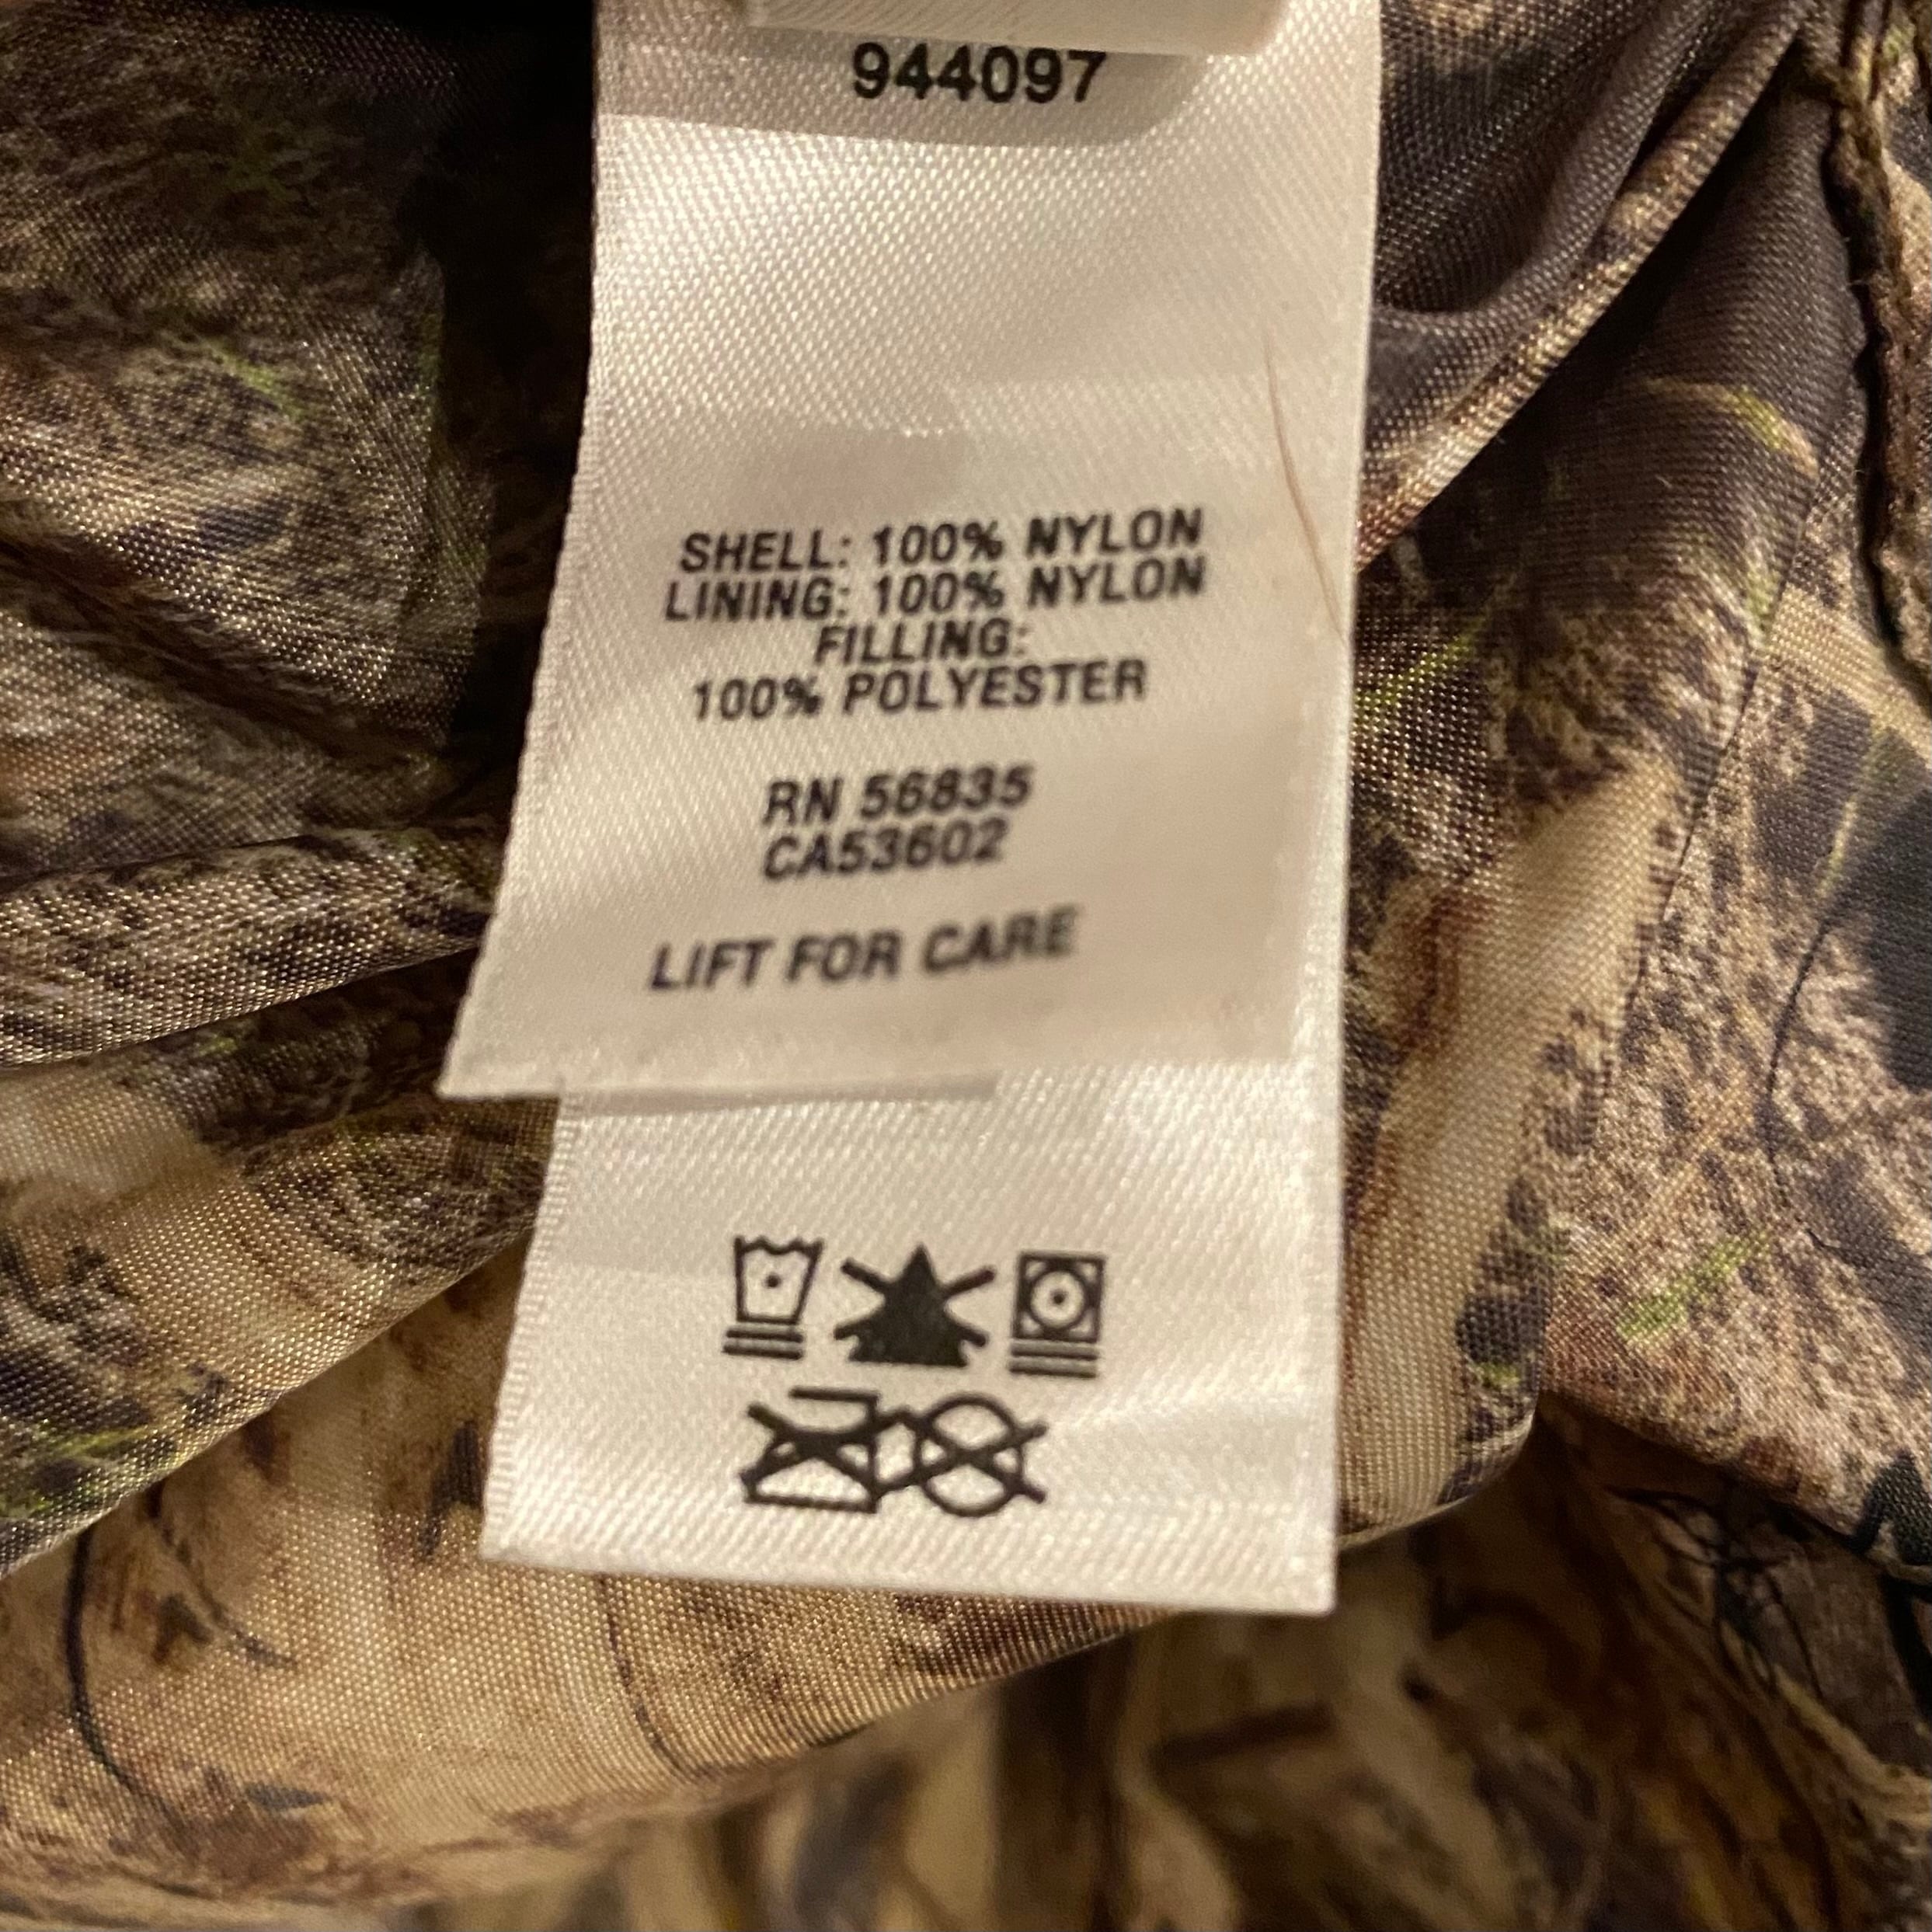 944097
SHELL: 100% NYLON
LINING: 100% NYLON
FILLING:
100% POLYESTER
RN 56835
CA53602
LIFT FOR CARE